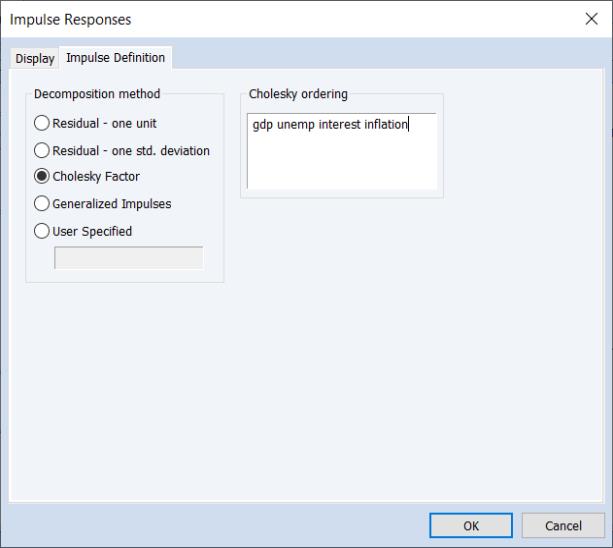 Impulse Responses
Display
Impulse Definition
Decomposition method
Residual - one unit
Residual - one std. deviation
Cholesky Factor
Generalized Impulses
User Specified
Cholesky ordering
gdp unemp interest inflation
OK
Cancel